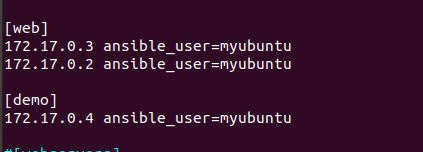 [web]
172.17.0.3 ansible_user=myubuntu
172.17.0.2 ansible_user=myubuntu
[demo]
172.17.0.4 ansible_user=myubuntu